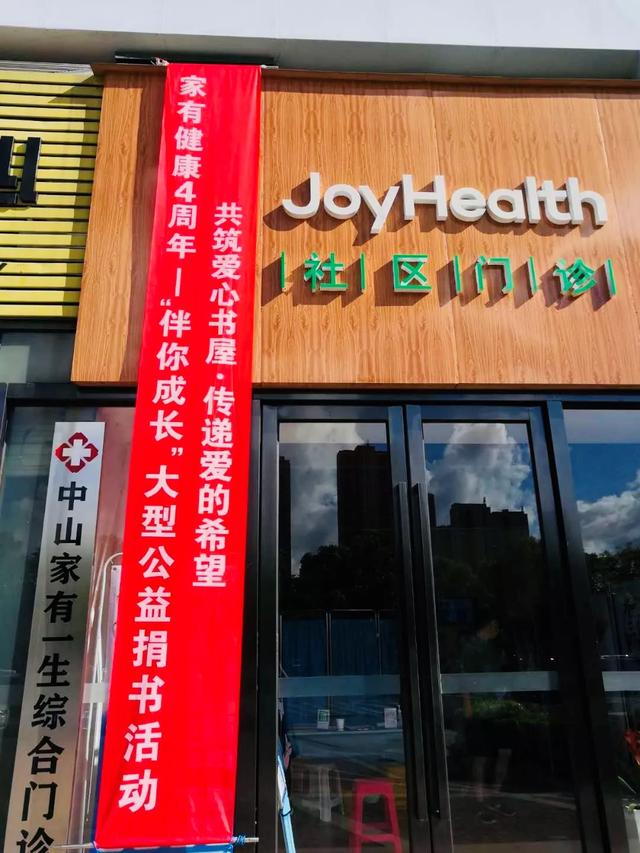 JoyHealth
社区门诊
共筑爱心书屋·传递爱的希望
家有健康4周年—“伴你成长”大型公益捐书活动
中山家有一生综合门诊